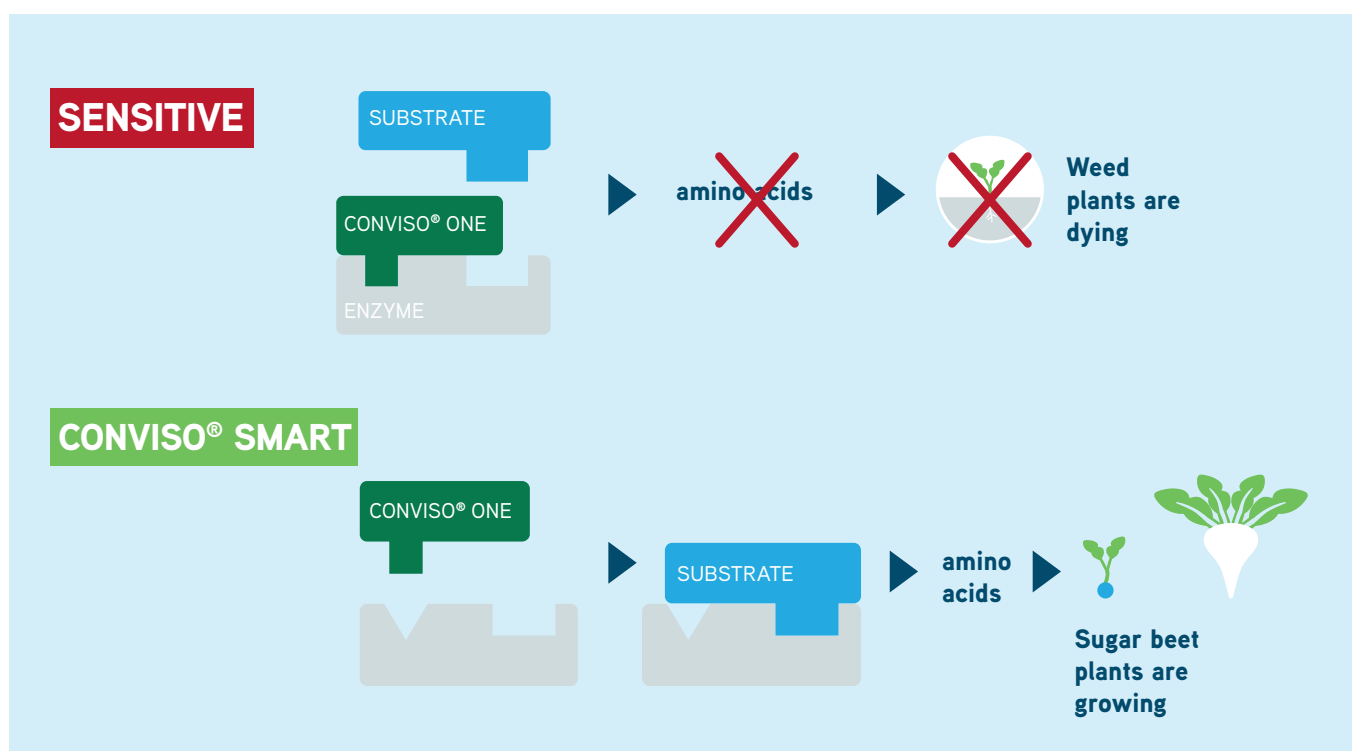 SENSITIVE
SUBSTRATE
CONVISO® ONE
ENZYME
amino acids
Weed
plants are
dying
CONVISO® SMART
CONVISO® ONE
SUBSTRATE
amino
acids
Sugar beet
plants are
growing